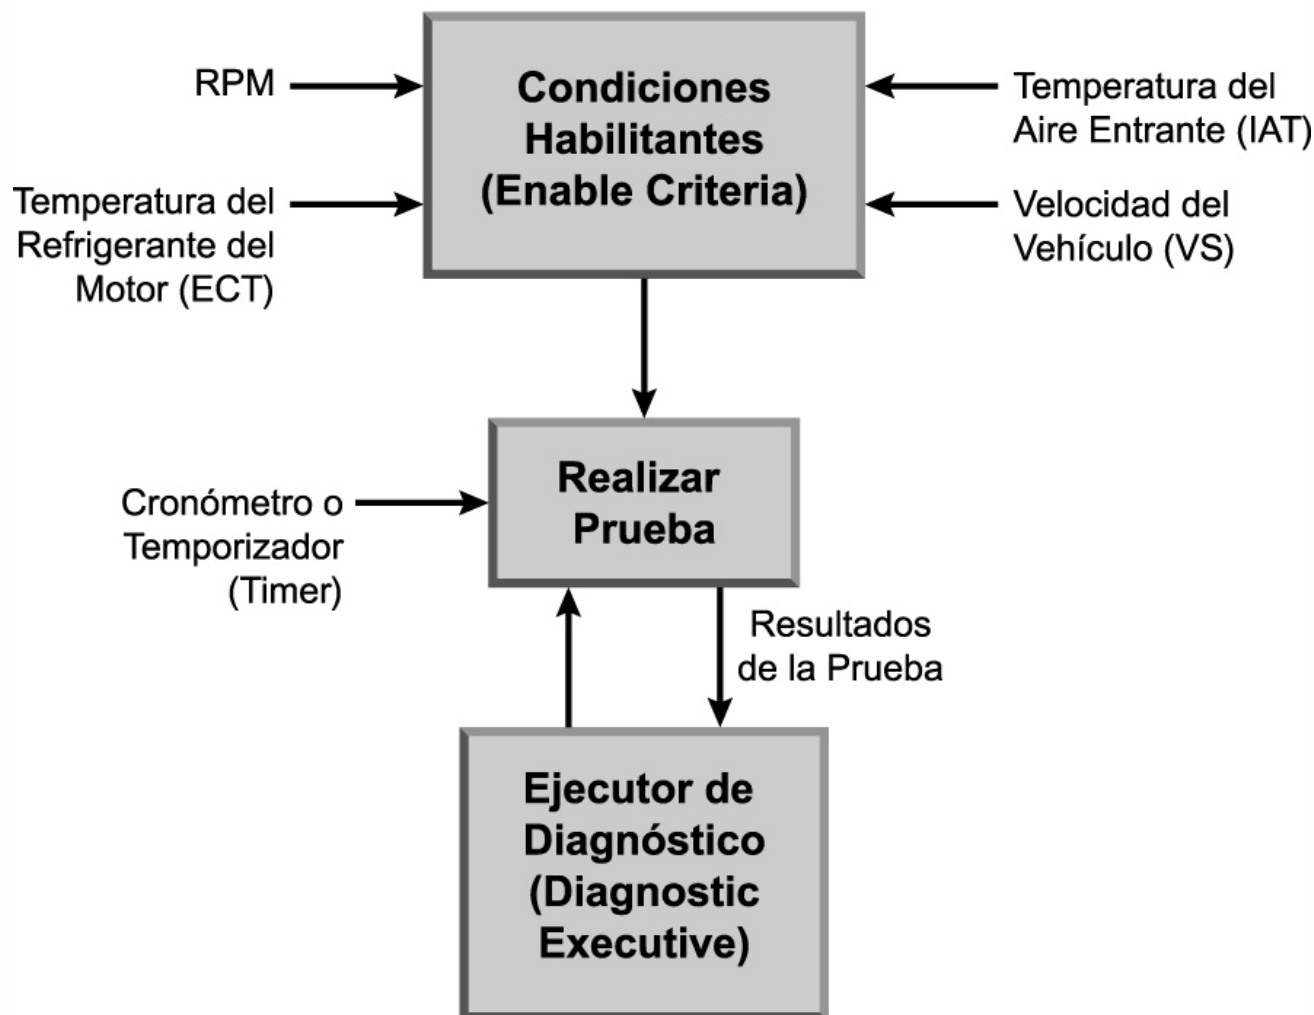 Condiciones
Habilitantes
(Enable Criteria)
RPM
Temperatura del
Refrigerante del
Motor (ECT)
Temperatura del
Aire Entrante (IAT)
Velocidad del
Vehículo (VS)
Realizar
Prueba
Cronómetro o
Temporizador
(Timer)
Resultados
de la Prueba
Ejecutor de
Diagnóstico
(Diagnostic
Executive)